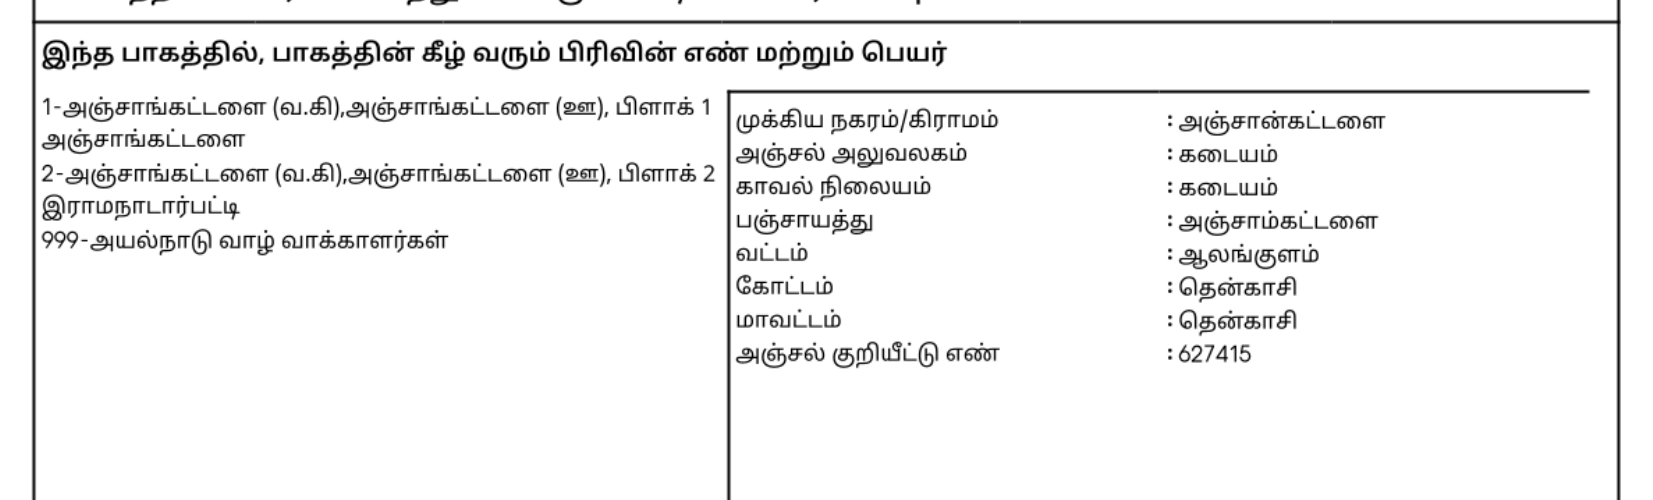 இந்த பாகத்தில், பாகத்தின் கீழ் வரும் பிரிவின் எண் மற்றும் பெயர்
1-அஞ்சாங்கட்டளை (வ.கி),அஞ்சாங்கட்டளை (ஊ), பிளாக் 1
அஞ்சாங்கட்டளை
2-அஞ்சாங்கட்டளை (வ.கி),அஞ்சாங்கட்டளை (ஊ), பிளாக் 2
இராமநாடார்பட்டி
999-அயல்நாடு வாழ் வாக்காளர்கள்
முக்கிய நகரம்/கிராமம் : அஞ்சான்கட்டளை
அஞ்சல் அலுவலகம் : கடையம்
காவல் நிலையம் : கடையம்
பஞ்சாயத்து : அஞ்சாம்கட்டளை
வட்டம் : ஆலங்குளம்
கோட்டம் : தென்காசி
மாவட்டம் : தென்காசி
அஞ்சல் குறியீட்டு எண் : 627415